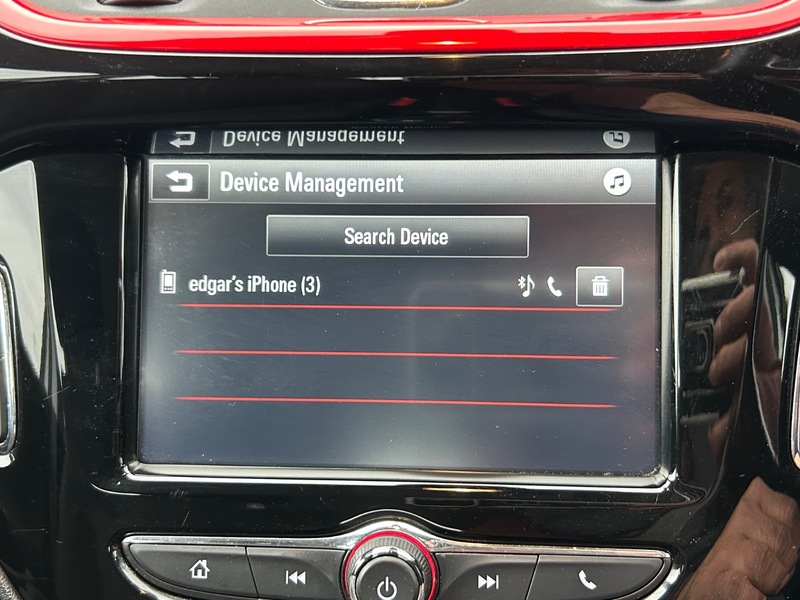 Device Management
Device Management
Search Device
edgar's iPhone (3)